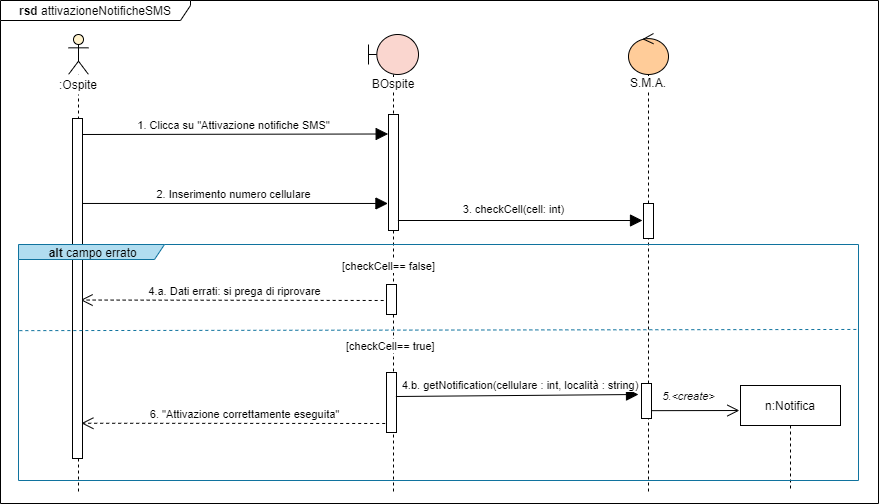 rsd attivazioneNotificheSMS
:Ospite
BOspite
S.M.A.
1. Clicca su "Attivazione notifiche SMS"
2. Inserimento numero cellulare
3. checkCell(cell: int)
alt campo errato
[checkCell== false]
4.a. Dati errati: si prega di riprovare
[checkCell== true]
4.b. getNotification(cellulare : int, località : string)
5.<create>
n:Notifica
6. "Attivazione correttamente eseguita"